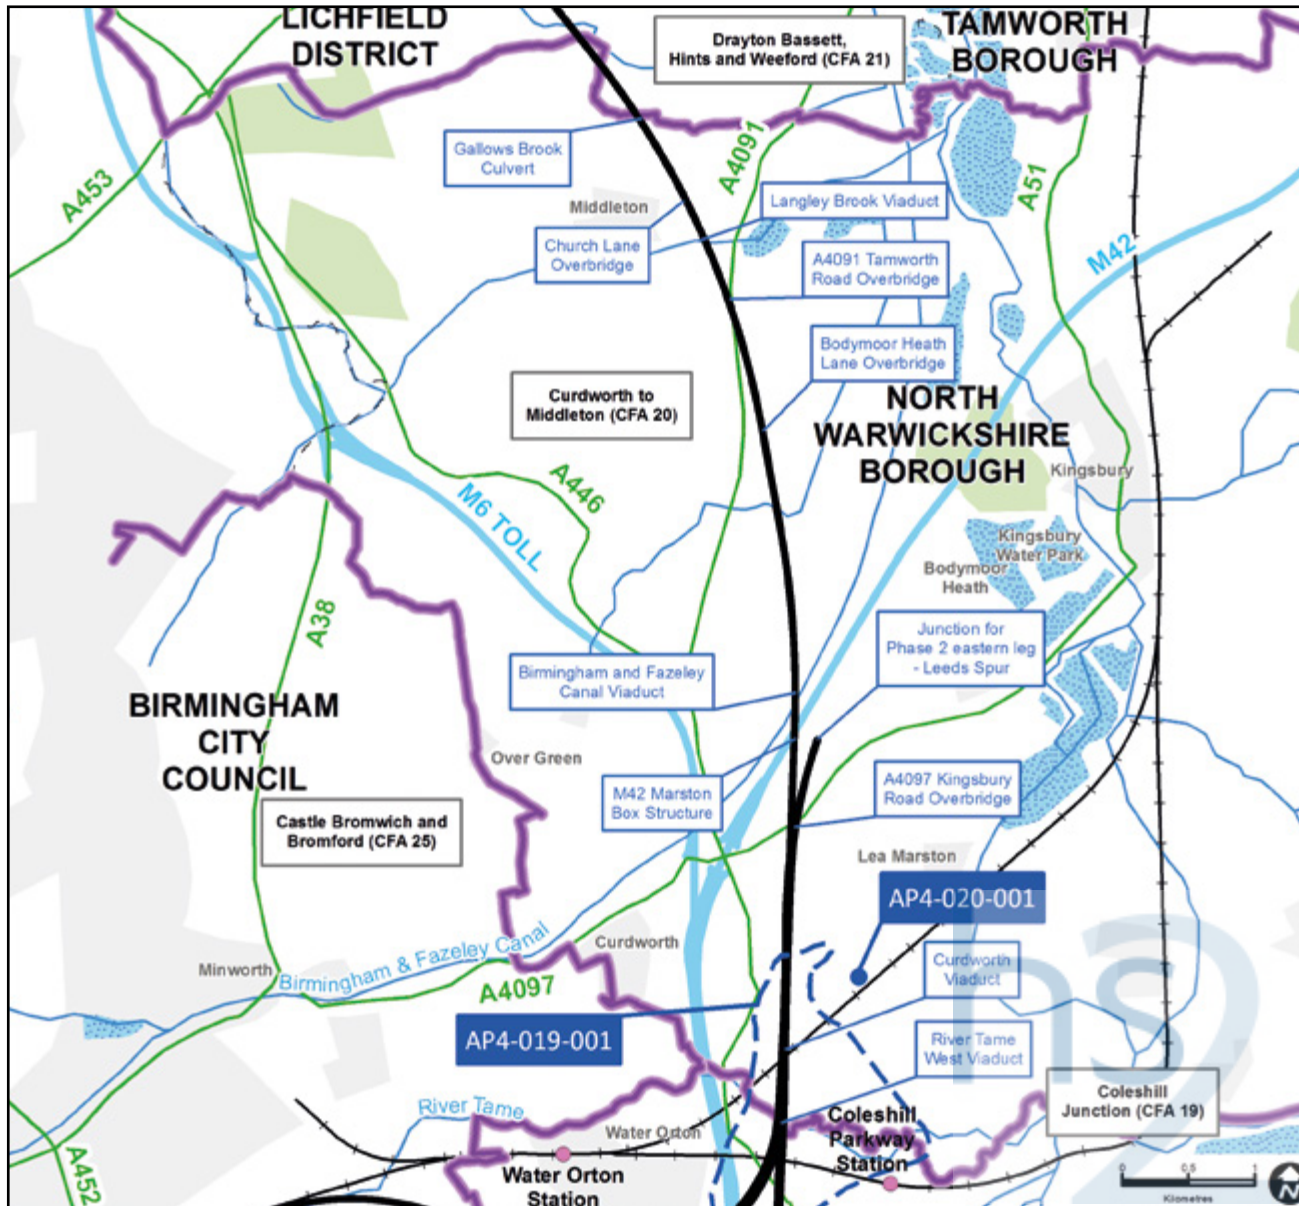 LICHFIELD
DISTRICT
Drayton Bassett,
Hints and Weeford (CFA 21)
TAMWORTH
BOROUGH
A453
Gallows Brook
Culvert
A4091
A51
Middleton
Langley Brook Viaduct
Church Lane
Overbridge
A4091 Tamworth
Road Overbridge
M42
Bodymoor Heath
Lane Overbridge
Curdworth to
Middleton (CFA 20)
NORTH
WARWICKSHIRE
BOROUGH
Kingsbury
A446
M6 TOLL
Kingsbury
Water Park
Bodymoor
Heath
A38
Junction for
Phase 2 eastern leg
- Leeds Spur
Birmingham and Fazeley
Canal Viaduct
BIRMINGHAM
CITY
COUNCIL
Over Green
M42 Marston
Box Structure
A4097 Kingsbury
Road Overbridge
Castle Bromwich and
Bromford (CFA 25)
Lea Marston
AP4-020-001
Curdworth
Minworth
Birmingham & Fazeley Canal
A4097
Curdworth
Viaduct
AP4-019-001
River Tame
West Viaduct
hs2
Coleshill
Junction (CFA 19)
River Tame
Water Orton
Coleshill
Parkway
Station
A452
Water Orton
Station
0 0.5 1
Kilometres
N